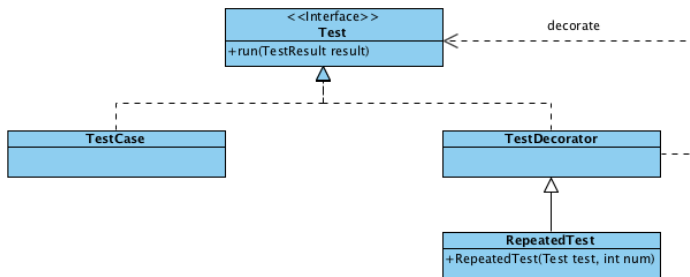 <<Interface>>
Test
+run(TestResult result)
decorate
TestCase
TestDecorator
RepeatedTest
+RepeatedTest(Test test, int num)